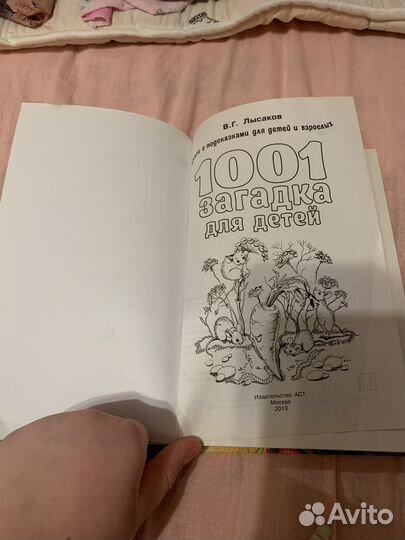 В.Г. Лысаков
с подсказками для детей и взрослых
1001
загадка
для детей
Издательство АСТ
Москва
2019
Avito